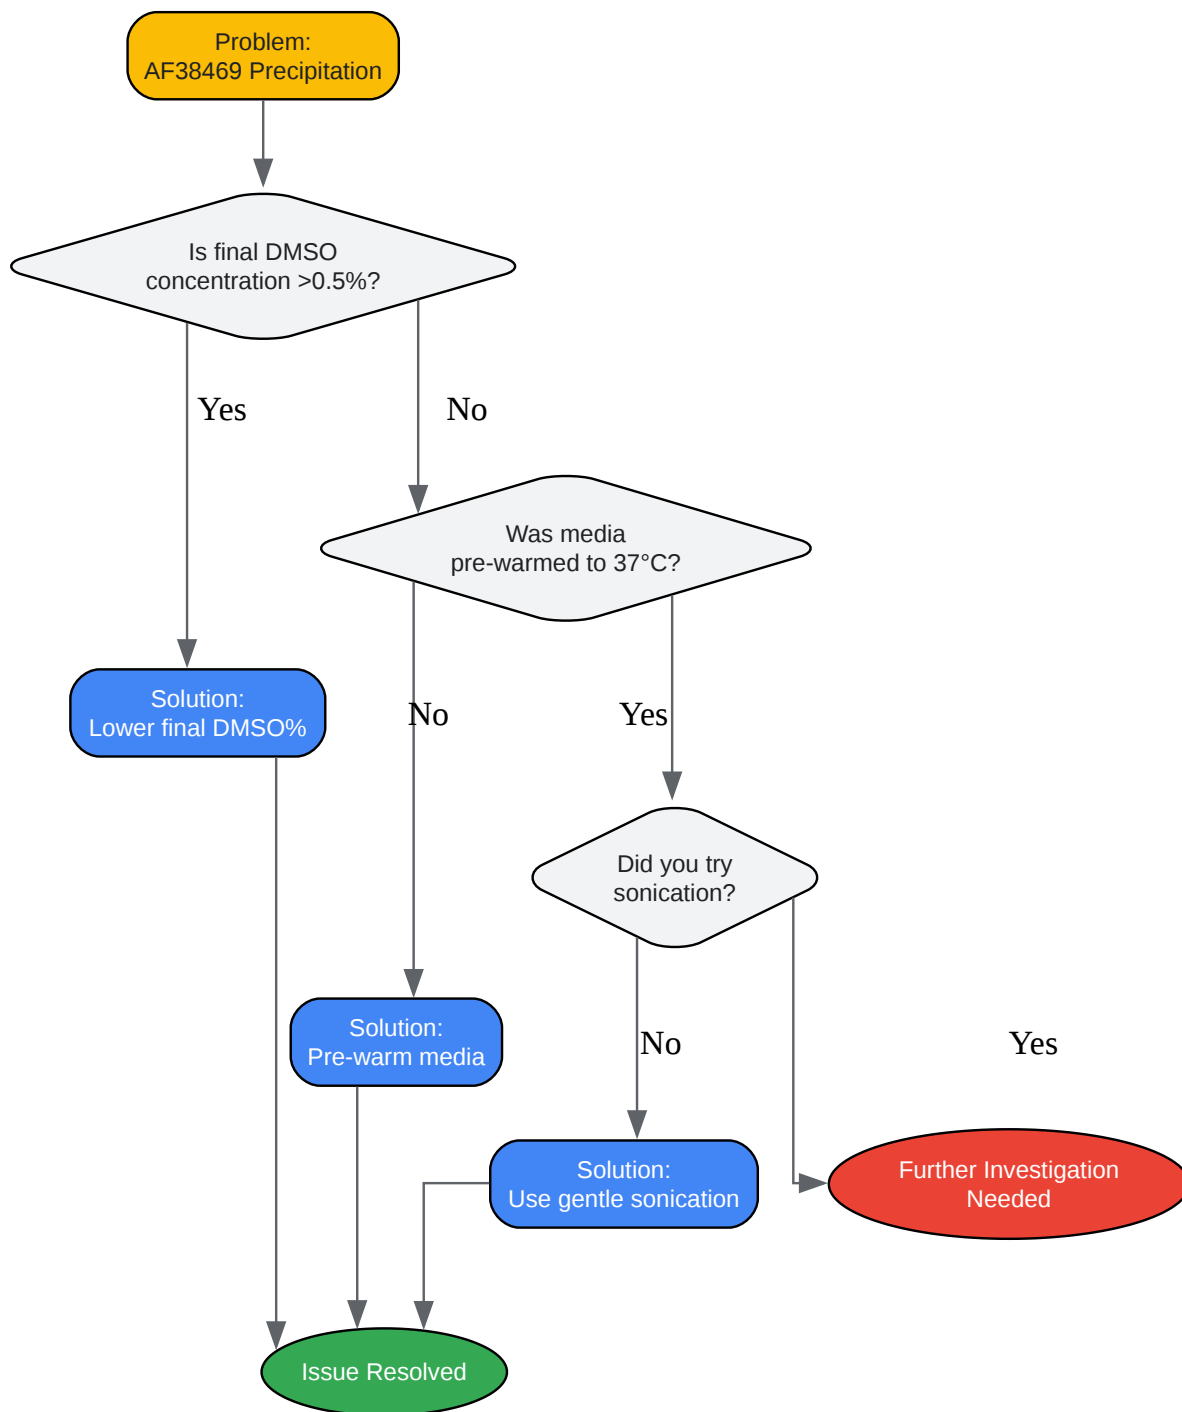 Problem:
AF38469 Precipitation
Is final DMSO
concentration >0.5%?
Yes
No
Was media
pre-warmed to 37°C?
Solution:
Lower final DMSO%
No
Yes
Did you try
sonication?
Solution:
Pre-warm media
No
Yes
Solution:
Use gentle sonication
Further Investigation
Needed
Issue Resolved